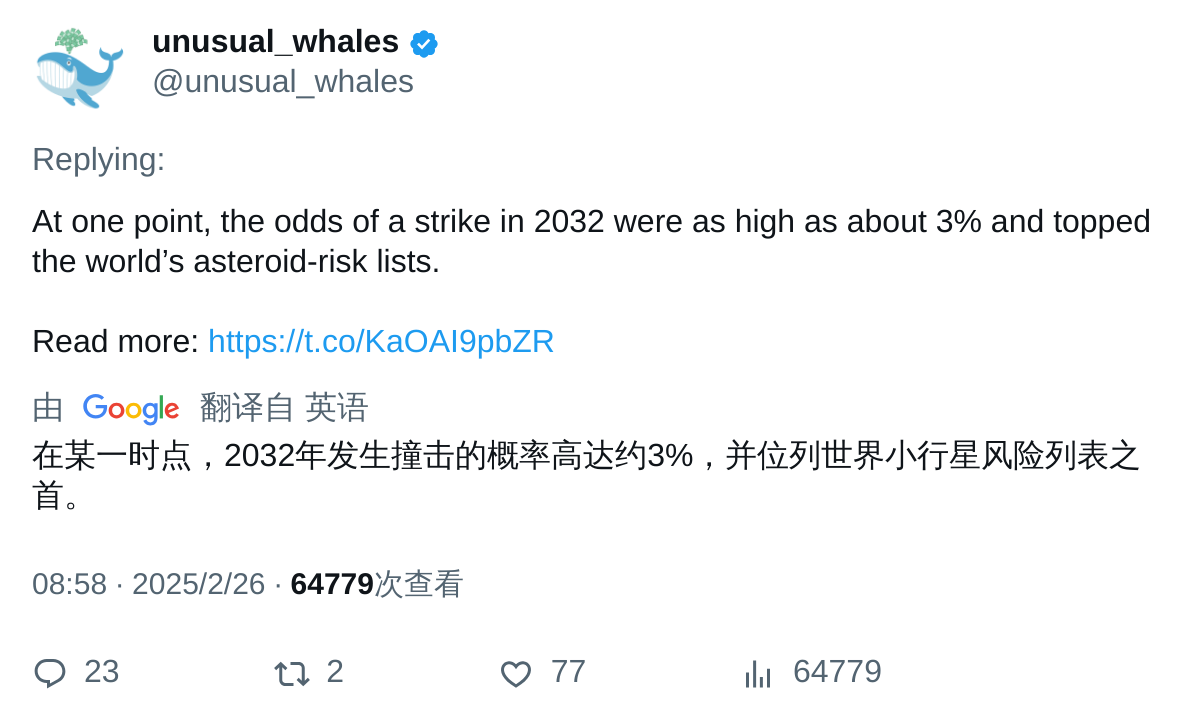 unusual_whales
@unusual_whales
Replying:
At one point, the odds of a strike in 2032 were as high as about 3% and topped
the world’s asteroid-risk lists.
Read more: https://t.co/KaOAI9pbZR
由 Google 翻译自 英语
在某一时点，2032年发生撞击的概率高达约3%，并位列世界小行星风险列表之
首。
08:58 · 2025/2/26 · 64779次查看
23 2 77 64779